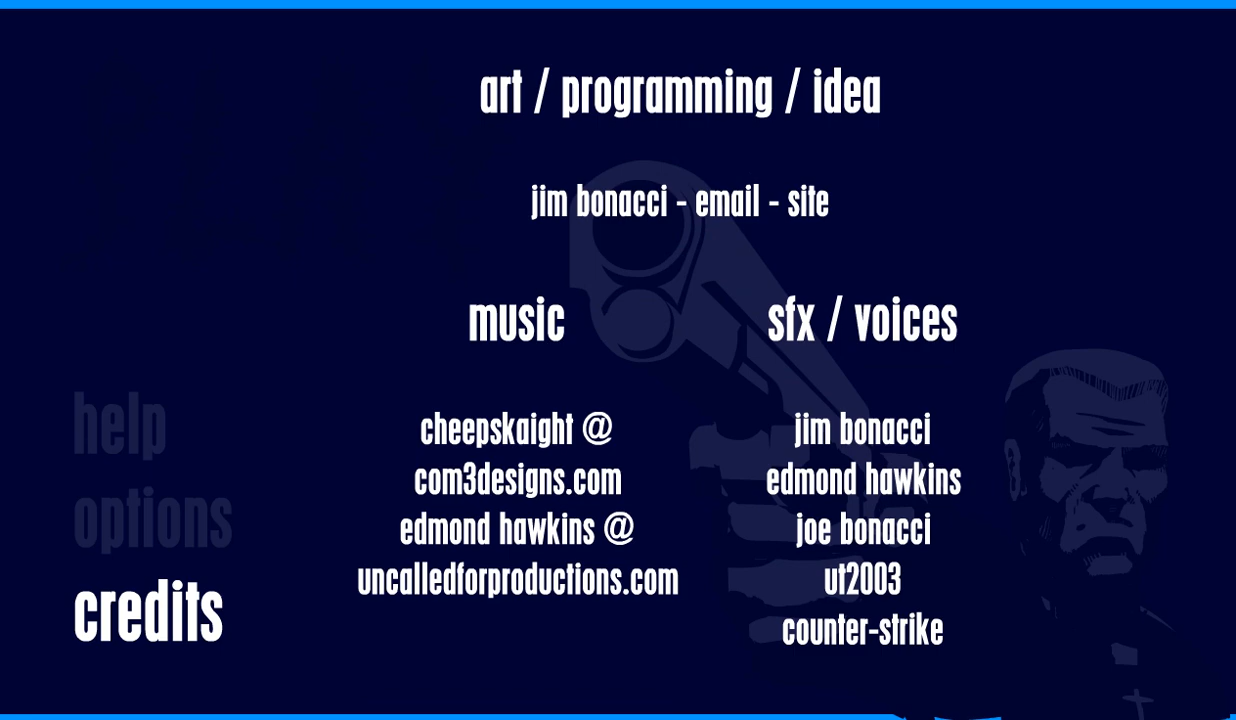 art / programming / idea
jim bonacci - email - site
music
cheepskaight @
com3designs.com
edmond hawkins @
uncalledforproductions.com
sfx / voices
jim bonacci
edmond hawkins
joe bonacci
ut2003
counter-strike
help
options
credits